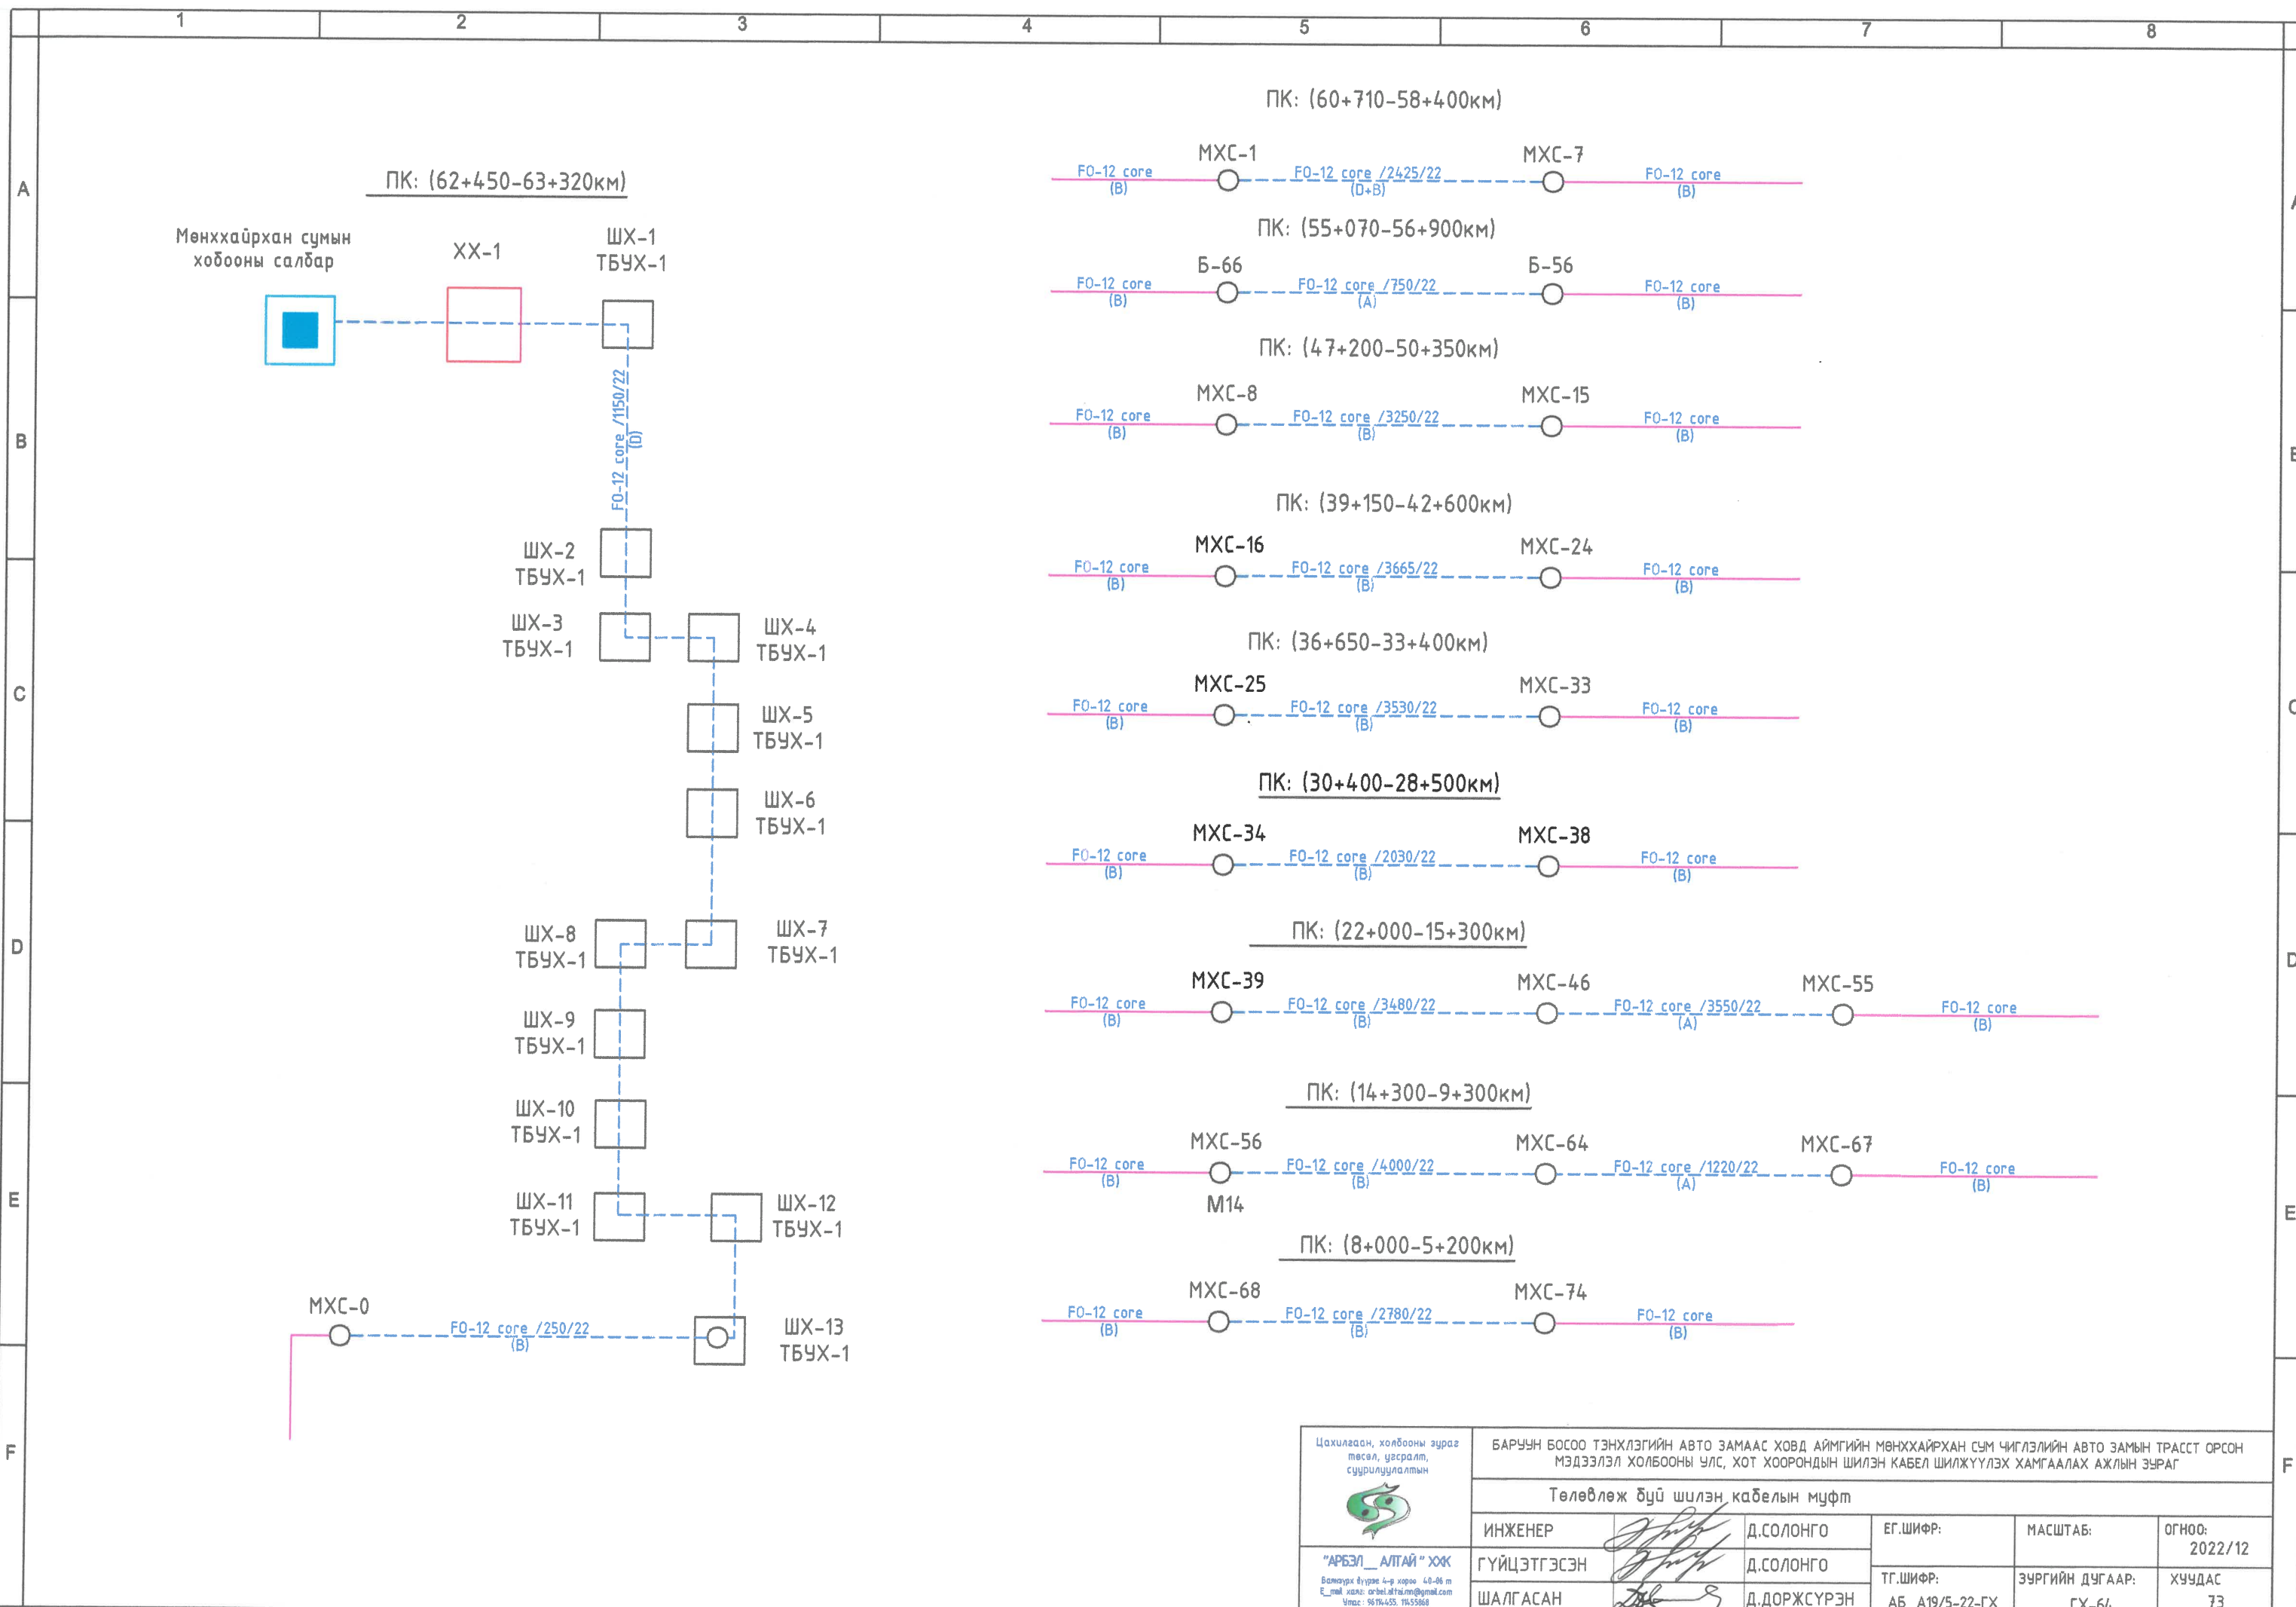 1 2 3 4 5 6 7 8
A
B
C
D
E
F
ПК: (62+450-63+320км)
Мөнххайрхан сумын
хобооны салбар
ХХ-1
ШХ-1
ТБУХ-1
FO-12 core /1150/22
(D)
ШХ-2
ТБУХ-1
ШХ-3
ТБУХ-1
ШХ-4
ТБУХ-1
ШХ-5
ТБУХ-1
ШХ-6
ТБУХ-1
ШХ-7
ТБУХ-1
ШХ-8
ТБУХ-1
ШХ-9
ТБУХ-1
ШХ-10
ТБУХ-1
ШХ-11
ТБУХ-1
ШХ-12
ТБУХ-1
ШХ-13
ТБУХ-1
МХС-0
FO-12 core /250/22
(B)
ПК: (60+710-58+400км)
МХС-1 МХС-7
FO-12 core FO-12 core /2425/22 FO-12 core
(B) (D+B) (B)
ПК: (55+070-56+900км)
Б-66 Б-56
FO-12 core FO-12 core /750/22 FO-12 core
(B) (A) (B)
ПК: (47+200-50+350км)
МХС-8 МХС-15
FO-12 core FO-12 core /3250/22 FO-12 core
(B) (B) (B)
ПК: (39+150-42+600км)
МХС-16 МХС-24
FO-12 core FO-12 core /3665/22 FO-12 core
(B) (B) (B)
ПК: (36+650-33+400км)
МХС-25 МХС-33
FO-12 core FO-12 core /3530/22 FO-12 core
(B) (B) (B)
ПК: (30+400-28+500км)
МХС-34 МХС-38
FO-12 core FO-12 core /2030/22 FO-12 core
(B) (B) (B)
ПК: (22+000-15+300км)
МХС-39 МХС-46 МХС-55
FO-12 core FO-12 core /3480/22 FO-12 core /3550/22 FO-12 core
(B) (B) (A) (B)
ПК: (14+300-9+300км)
МХС-56 МХС-64 МХС-67
FO-12 core FO-12 core /4000/22 FO-12 core /1220/22 FO-12 core
(B) (B) (A) (B)
М14
ПК: (8+000-5+200км)
МХС-68 МХС-74
FO-12 core FO-12 core /2780/22 FO-12 core
(B) (B) (B)
A
E
C
D
E
F
Цахилгаан, холбооны зураг
төсөл, угсралт,
суурилуулалтын
"АРБЭЛ__АЛТАЙ" ХХК
БАРУУН БОСОО ТЭНХЛЭГИЙН АВТО ЗАМААС ХОВД АЙМГИЙН МӨНХХАЙРХАН СУМ ЧИГЛЭЛИЙН АВТО ЗАМЫН ТРАССТ ОРСОН
МЭДЭЭЛЭЛ ХОЛБООНЫ УЛС, ХОТ ХООРОНДЫН ШИЛЭН КАБЕЛ ШИЛЖҮҮЛЭХ ХАМГААЛАХ АЖЛЫН ЗУРАГ
Төлөвлөж буй шилэн кабелын муфт
ИНЖЕНЕР Д.СОЛОНГО
ГҮЙЦЭТГЭСЭН Д.СОЛОНГО
ШАЛГАСАН Д.ДОРЖСҮРЭН
ЕГ.ШИФР: МАСШТАБ: ОГНОО:
2022/12
ТГ.ШИФР: ЗУРГИЙН ДУГААР: ХУУДАС
АБ_А19/5-22-ГХ ГХ-64 73